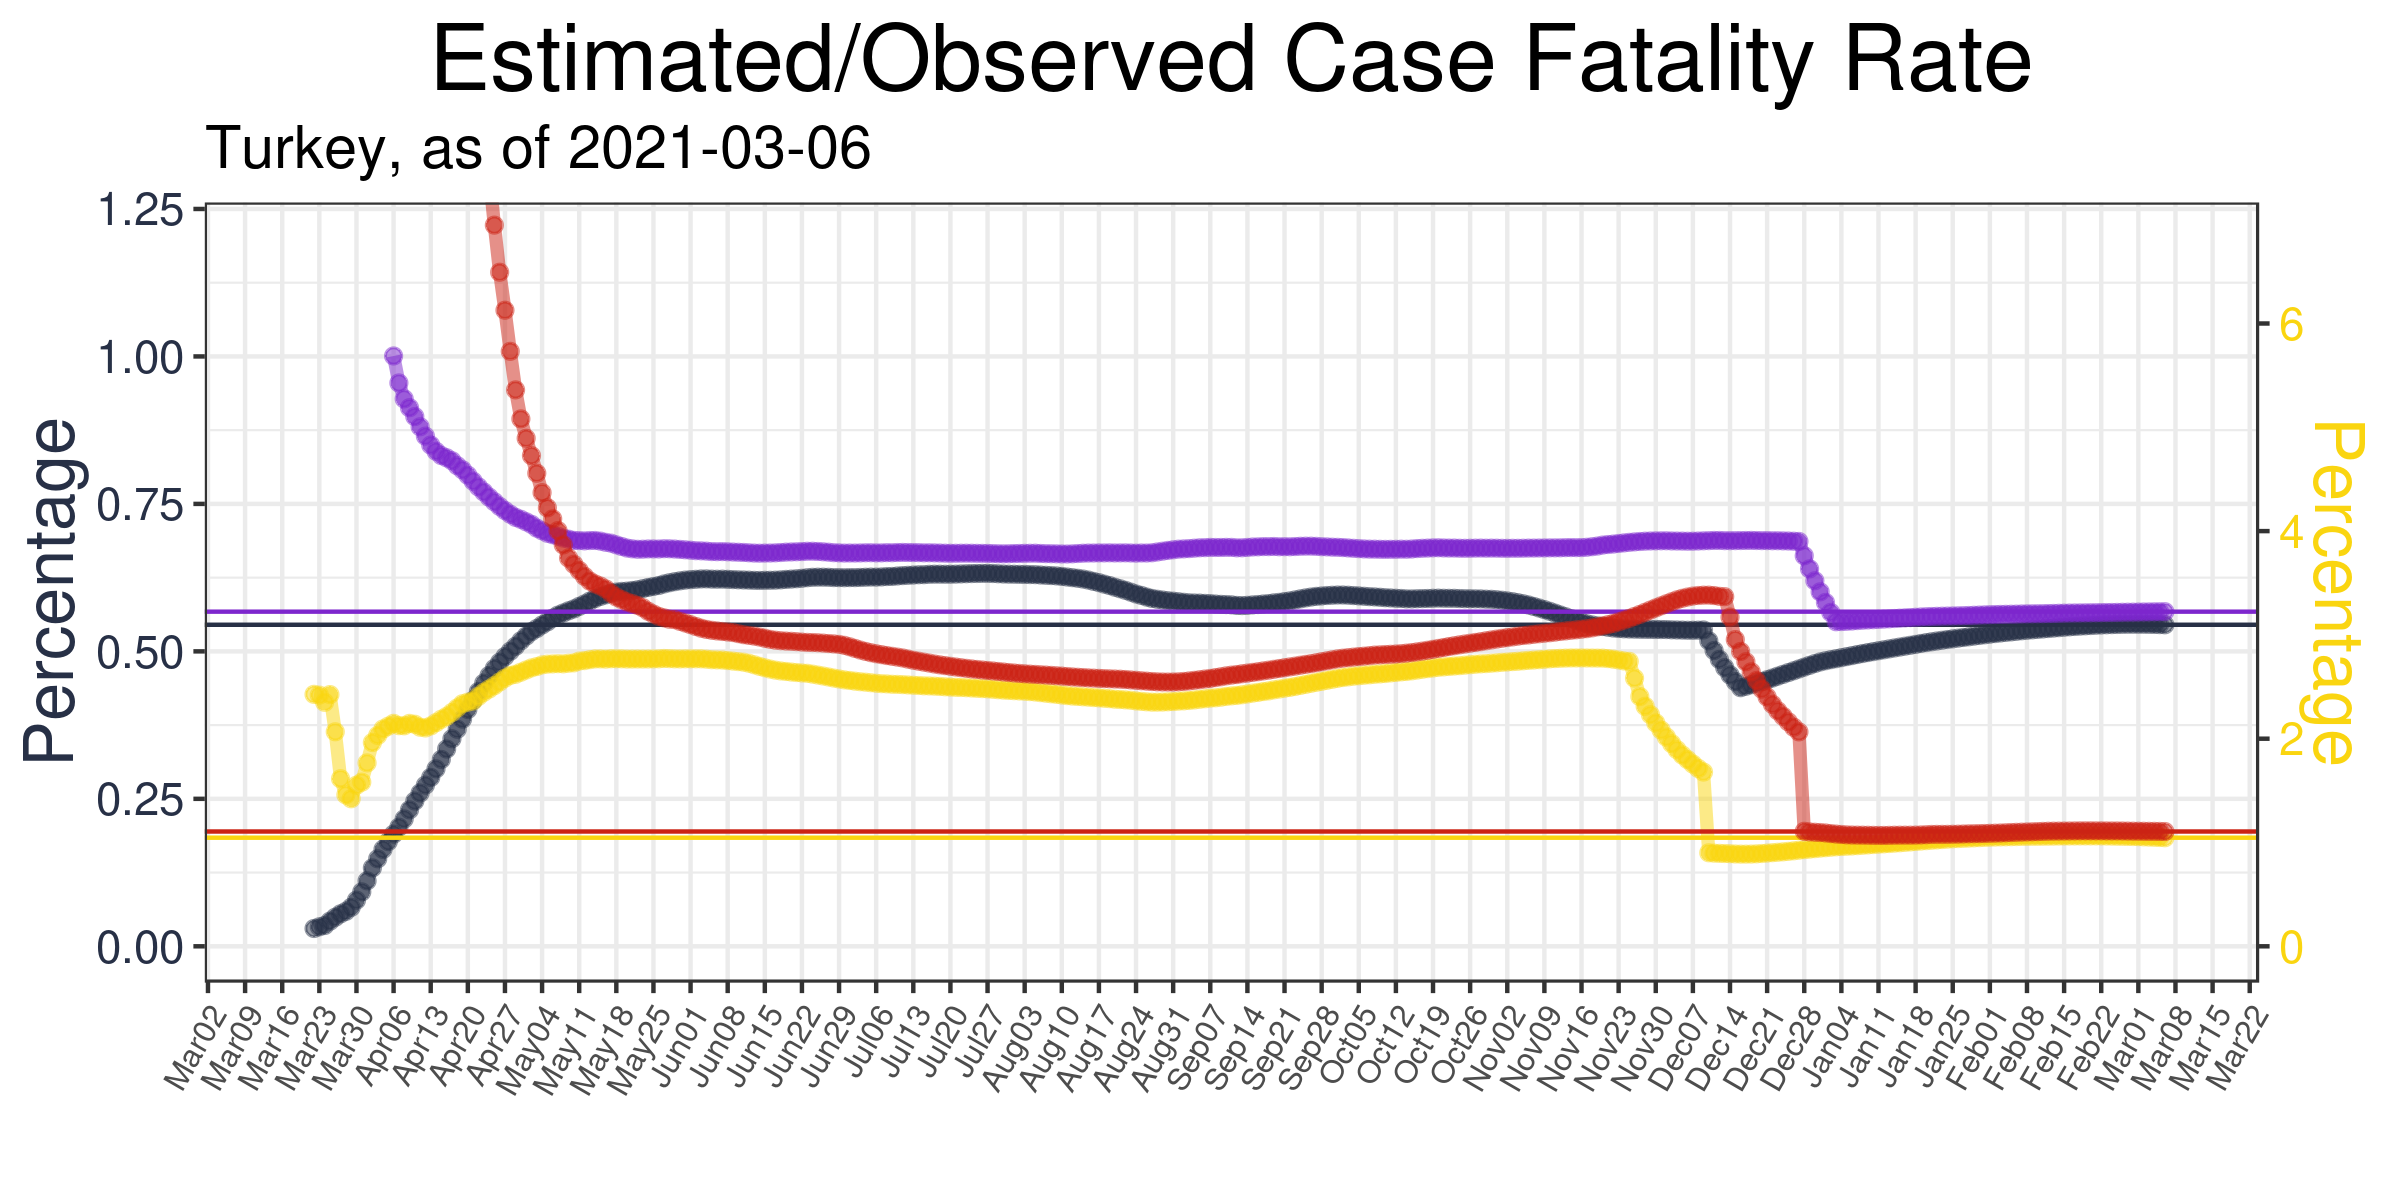 Estimated/Observed Case Fatality Rate
Turkey, as of 2021-03-06
Percentage
1.25
1.00
0.75
0.50
0.25
0.00
6
4
2
0
Percentage
Mar02
Mar09
Mar16
Mar23
Mar30
Apr06
Apr13
Apr20
Apr27
May04
May11
May18
May25
Jun01
Jun08
Jun15
Jun22
Jun29
Jul06
Jul13
Jul20
Jul27
Aug03
Aug10
Aug17
Aug24
Aug31
Sep07
Sep14
Sep21
Sep28
Oct05
Oct12
Oct19
Oct26
Nov02
Nov09
Nov16
Nov23
Nov30
Dec07
Dec14
Dec21
Dec28
Jan04
Jan11
Jan18
Jan25
Feb01
Feb08
Feb15
Feb22
Mar01
Mar08
Mar15
Mar22